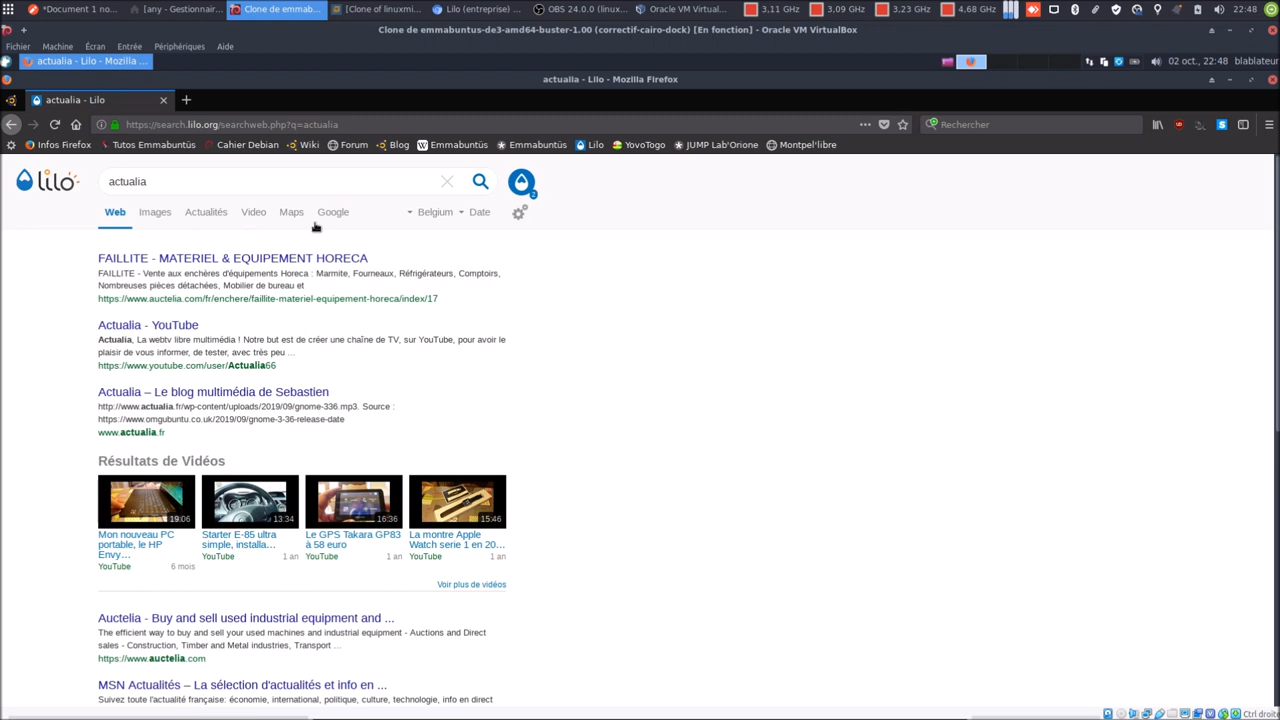 *Document 1 no...
[any - Gestionnair...
Clone de emmab...
[Clone of linuxmi...
Lilo (entreprise) ...
OBS 24.0.0 (linux...
Oracle VM Virtual...
3,11 GHz
3,09 GHz
3,23 GHz
4.68 GHz
22:48
Clone de emmabuntus-de3-amd64-buster-1.00 (correctif-cairo-dock) [En fonction] - Oracle VM VirtualBox
Fichier Machine Écran Entrée Périphériques Aide
actualia - Lilo - Mozilla ...
02 oct., 22:48 blablateur
actualia - Lilo - Mozilla Firefox
actualia - Lilo
https://search.lilo.org/searchweb.php?q=actualia
Rechercher
Infos Firefox Tutos Emmabuntüs Cahier Debian Wiki Forum Blog Emmabuntüs Emmabuntüs Lilo YovoTogo JUMP Lab'Orione Montpel'libre
lilo
actualia
2
Web Images Actualités Video Maps Google Belgium Date
FAILLITE - MATERIEL & EQUIPEMENT HORECA
FAILLITE - Vente aux enchères d'équipements Horeca : Marmite, Fourneaux, Réfrigérateurs, Comptoirs,
Nombreuses pièces détachées, Mobilier de bureau et
https://www.auctelia.com/fr/enchere/faillite-materiel-equipement-horeca/index/17
Actualia - YouTube
Actualia, La webtv libre multimédia ! Notre but est de créer une chaîne de TV, sur YouTube, pour avoir le
plaisir de vous informer, de tester, avec très peu ...
https://www.youtube.com/user/Actualia66
Actualia – Le blog multimédia de Sebastien
http://www.actualia.fr/wp-content/uploads/2019/09/gnome-336.mp3. Source :
https://www.omgubuntu.co.uk/2019/09/gnome-3-36-release-date
www.actualia.fr
Résultats de Vidéos
19:06
13:34
16:36
15:46
Mon nouveau PC
portable, le HP
Envy…
YouTube 6 mois
Starter E-85 ultra
simple, installa…
YouTube 1 an
Le GPS Takara GP83
à 58 euro
YouTube 1 an
La montre Apple
Watch serie 1 en 20…
YouTube 1 an
Voir plus de vidéos
Auctelia - Buy and sell used industrial equipment and ...
The efficient way to buy and sell your used machines and industrial equipment - Auctions and Direct
sales - Construction, Timber and Metal industries, Transport ...
https://www.auctelia.com
MSN Actualités – La sélection d'actualités et info en ...
Suivez toute l'actualité française: économie, international, politique, culture, technologie, info en direct
Ctrl droite